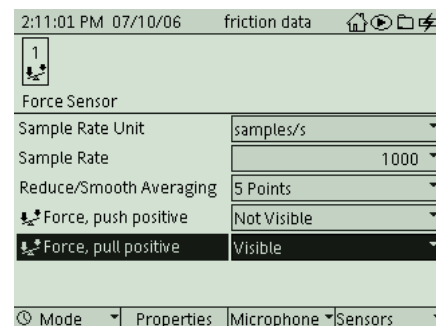 2:11:01 PM 07/10/06 friction data
1
Force Sensor
Sample Rate Unit samples/s
Sample Rate 1000
Reduce/Smooth Averaging 5 Points
Force, push positive Not Visible
Force, pull positive Visible
Mode Properties Microphone Sensors